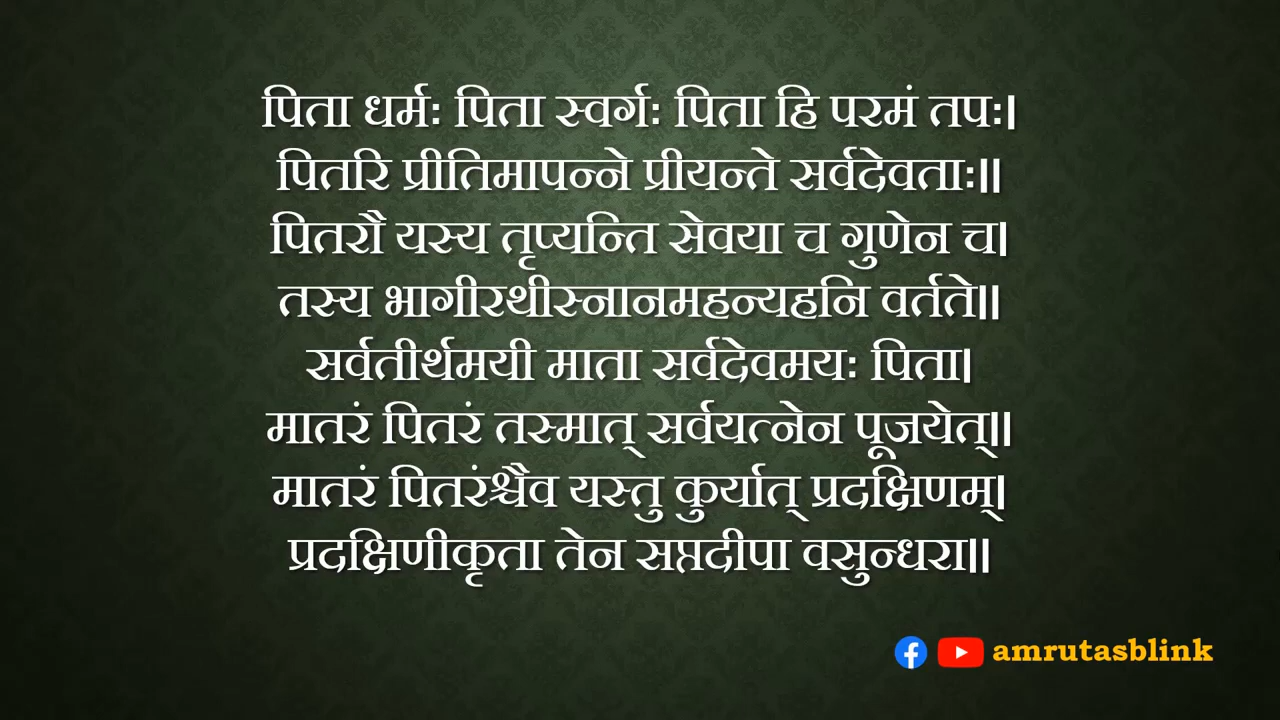 पिता धर्मः पिता स्वर्गः पिता हि परमं तपः।
पितरि प्रीतिमापन्ने प्रीयन्ते सर्वदेवताः॥
पितरौ यस्य तृप्यन्ति सेवया च गुणेन च।
तस्य भागीरथीस्नानमहन्यहनि वर्तते॥
सर्वतीर्थमयी माता सर्वदेवमयः पिता।
मातरं पितरं तस्मात् सर्वयत्नेन पूजयेत्॥
मातरं पितरंश्चैव यस्तु कुर्यात् प्रदक्षिणम्।
प्रदक्षिणीकृता तेन सप्तदीपा वसुन्धरा॥
amrutasblink